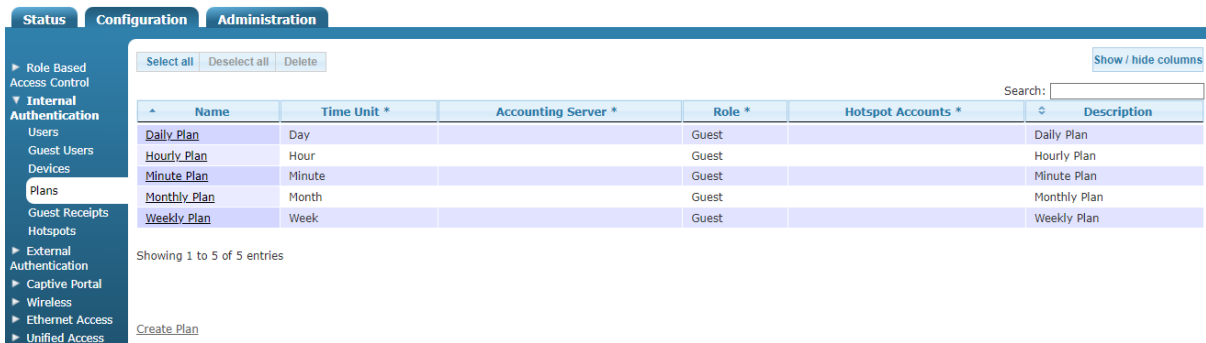 Status Configuration Administration
Select all Deselect all Delete Show / hide columns
Search:
Role Based
Access Control
Internal
Authentication
Users
Guest Users
Devices
Plans
Guest Receipts
Hotspots
External
Authentication
Captive Portal
Wireless
Ethernet Access
Unified Access
Name Time Unit * Accounting Server * Role * Hotspot Accounts * Description
Daily Plan Day Guest Daily Plan
Hourly Plan Hour Guest Hourly Plan
Minute Plan Minute Guest Minute Plan
Monthly Plan Month Guest Monthly Plan
Weekly Plan Week Guest Weekly Plan
Showing 1 to 5 of 5 entries
Create Plan